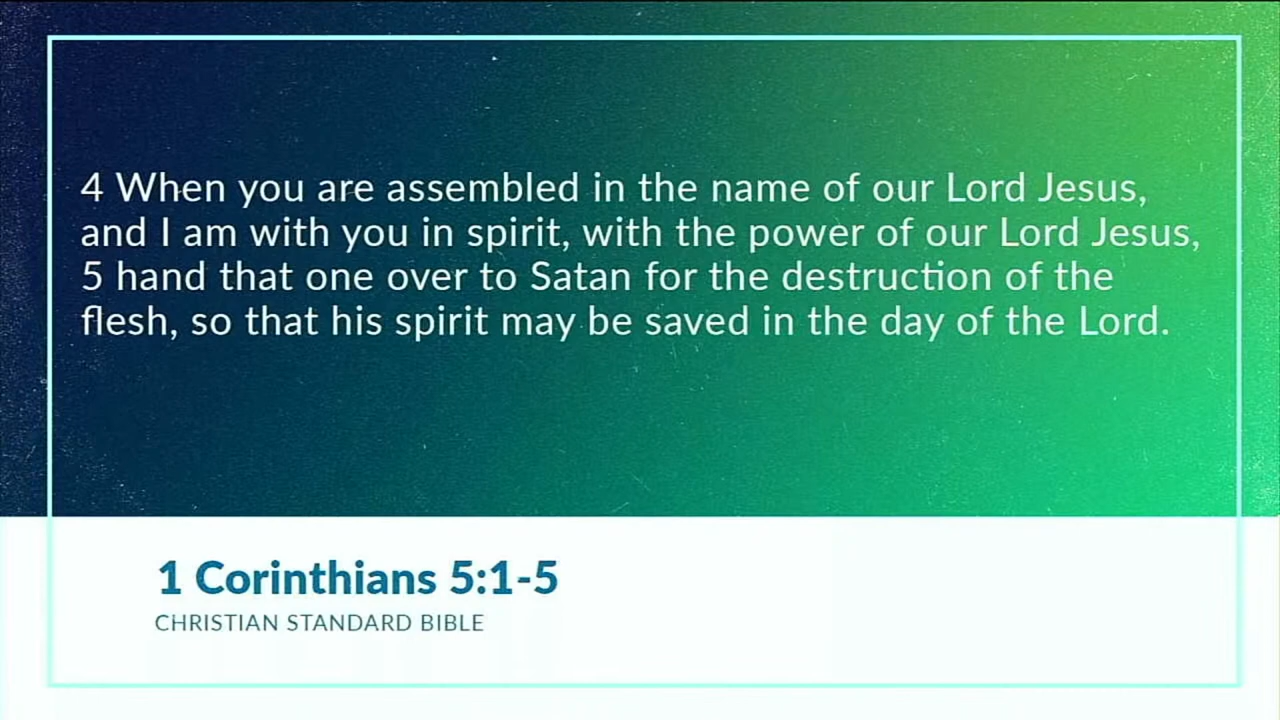 4 When you are assembled in the name of our Lord Jesus,
and I am with you in spirit, with the power of our Lord Jesus,
5 hand that one over to Satan for the destruction of the
flesh, so that his spirit may be saved in the day of the Lord.
1 Corinthians 5:1-5
CHRISTIAN STANDARD BIBLE